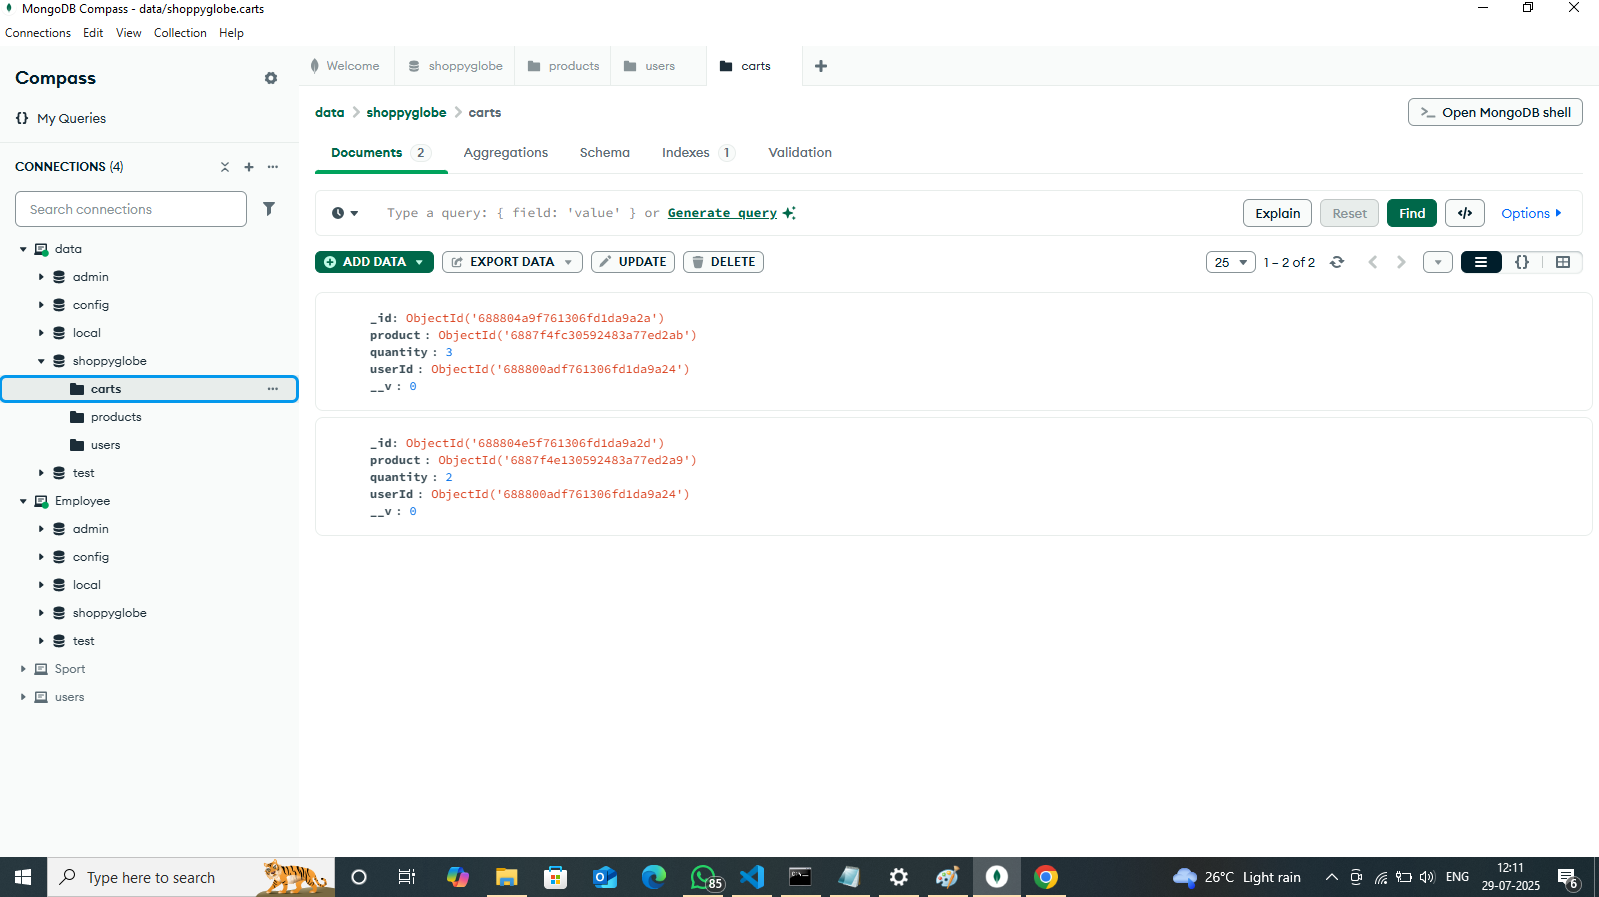 MongoDB Compass - data/shoppyglobe.carts
Connections Edit View Collection Help
Compass
{} My Queries
CONNECTIONS (4)
Search connections
data
admin
config
local
shoppyglobe
carts
products
users
test
Employee
admin
config
local
shoppyglobe
test
Sport
users
Welcome shoppyglobe products users carts
data > shoppyglobe > carts
>_ Open MongoDB shell
Documents 2 Aggregations Schema Indexes 1 Validation
Type a query: { field: 'value' } or Generate query
Explain Reset Find </> Options
ADD DATA EXPORT DATA UPDATE DELETE
25 1 – 2 of 2 {}
_id: ObjectId('688804a9f761306fd1da9a2a')
product : ObjectId('6887f4fc30592483a77ed2ab')
quantity : 3
userId : ObjectId('688800adf761306fd1da9a24')
__v : 0
_id: ObjectId('688804e5f761306fd1da9a2d')
product : ObjectId('6887f4e130592483a77ed2a9')
quantity : 2
userId : ObjectId('688800adf761306fd1da9a24')
__v : 0
Type here to search
85
26°C Light rain
ENG
12:11
29-07-2025
6